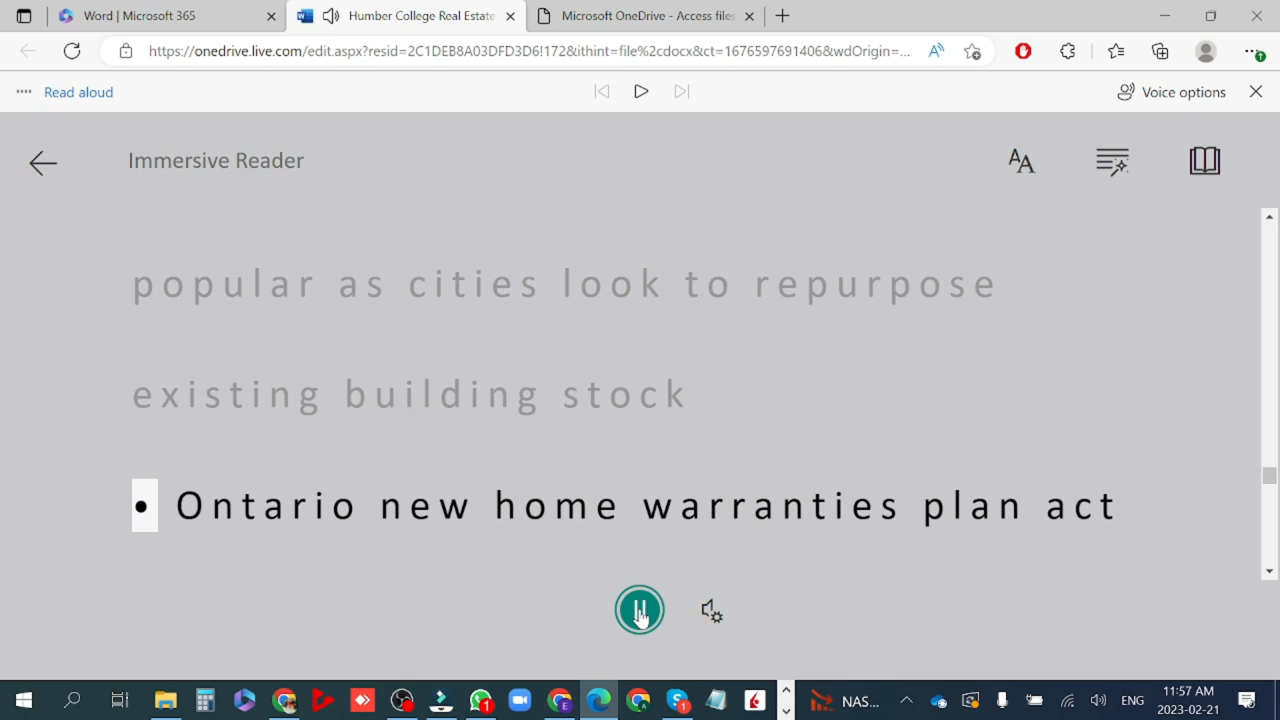 Word | Microsoft 365
Humber College Real Estate
Microsoft OneDrive - Access files
https://onedrive.live.com/edit.aspx?resid=2C1DEB8A03DFD3D6!172&ithint=file%2cdocx&ct=1676597691406&wdOrigin=...
Read aloud
Voice options
Immersive Reader
popular as cities look to repurpose
existing building stock
• Ontario new home warranties plan act
NAS...
ENG
11:57 AM
2023-02-21